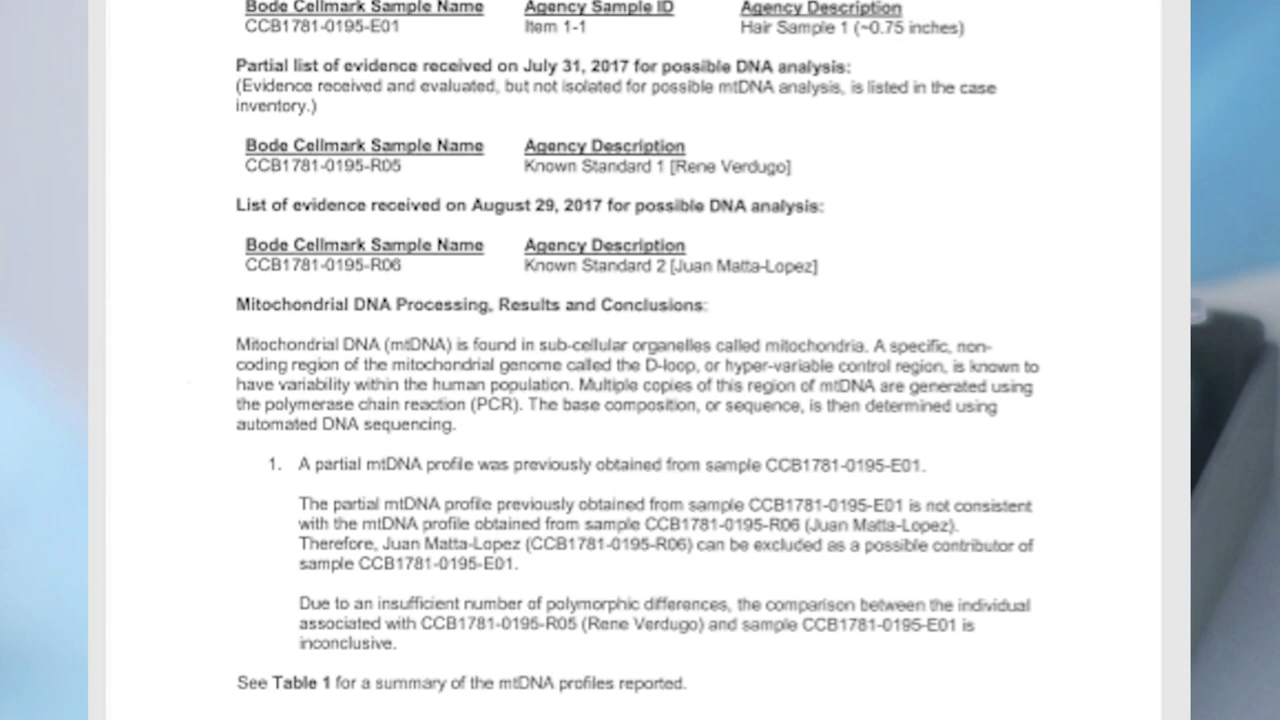 Bode Cellmark Sample Name Agency Sample ID Agency Description
CCB1781-0195-E01 Item 1-1 Hair Sample 1 (~0.75 inches)
Partial list of evidence received on July 31, 2017 for possible DNA analysis:
(Evidence received and evaluated, but not isolated for possible mtDNA analysis, is listed in the case
inventory.)
Bode Cellmark Sample Name Agency Description
CCB1781-0195-R05 Known Standard 1 [Rene Verdugo]
List of evidence received on August 29, 2017 for possible DNA analysis:
Bode Cellmark Sample Name Agency Description
CCB1781-0195-R06 Known Standard 2 [Juan Matta-Lopez]
Mitochondrial DNA Processing, Results and Conclusions:
Mitochondrial DNA (mtDNA) is found in sub-cellular organelles called mitochondria. A specific, non-
coding region of the mitochondrial genome called the D-loop, or hyper-variable control region, is known to
have variability within the human population. Multiple copies of this region of mtDNA are generated using
the polymerase chain reaction (PCR). The base composition, or sequence, is then determined using
automated DNA sequencing.
1. A partial mtDNA profile was previously obtained from sample CCB1781-0195-E01.
The partial mtDNA profile previously obtained from sample CCB1781-0195-E01 is not consistent
with the mtDNA profile obtained from sample CCB1781-0195-R06 (Juan Matta-Lopez).
Therefore, Juan Matta-Lopez (CCB1781-0195-R06) can be excluded as a possible contributor of
sample CCB1781-0195-E01.
Due to an insufficient number of polymorphic differences, the comparison between the individual
associated with CCB1781-0195-R05 (Rene Verdugo) and sample CCB1781-0195-E01 is
inconclusive.
See Table 1 for a summary of the mtDNA profiles reported.